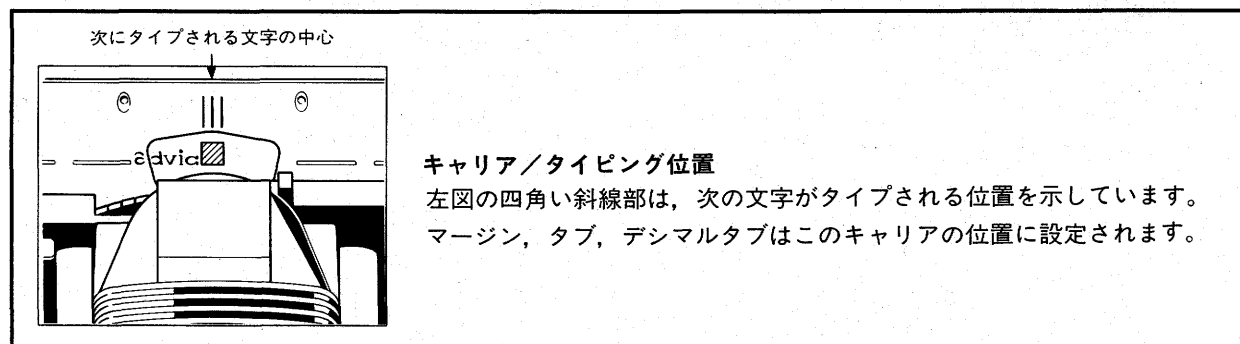 次にタイプされる文字の中心
advic
キャリア／タイピング位置
左図の四角い斜線部は，次の文字がタイプされる位置を示しています。
マージン，タブ，デシマルタブはこのキャリアの位置に設定されます。